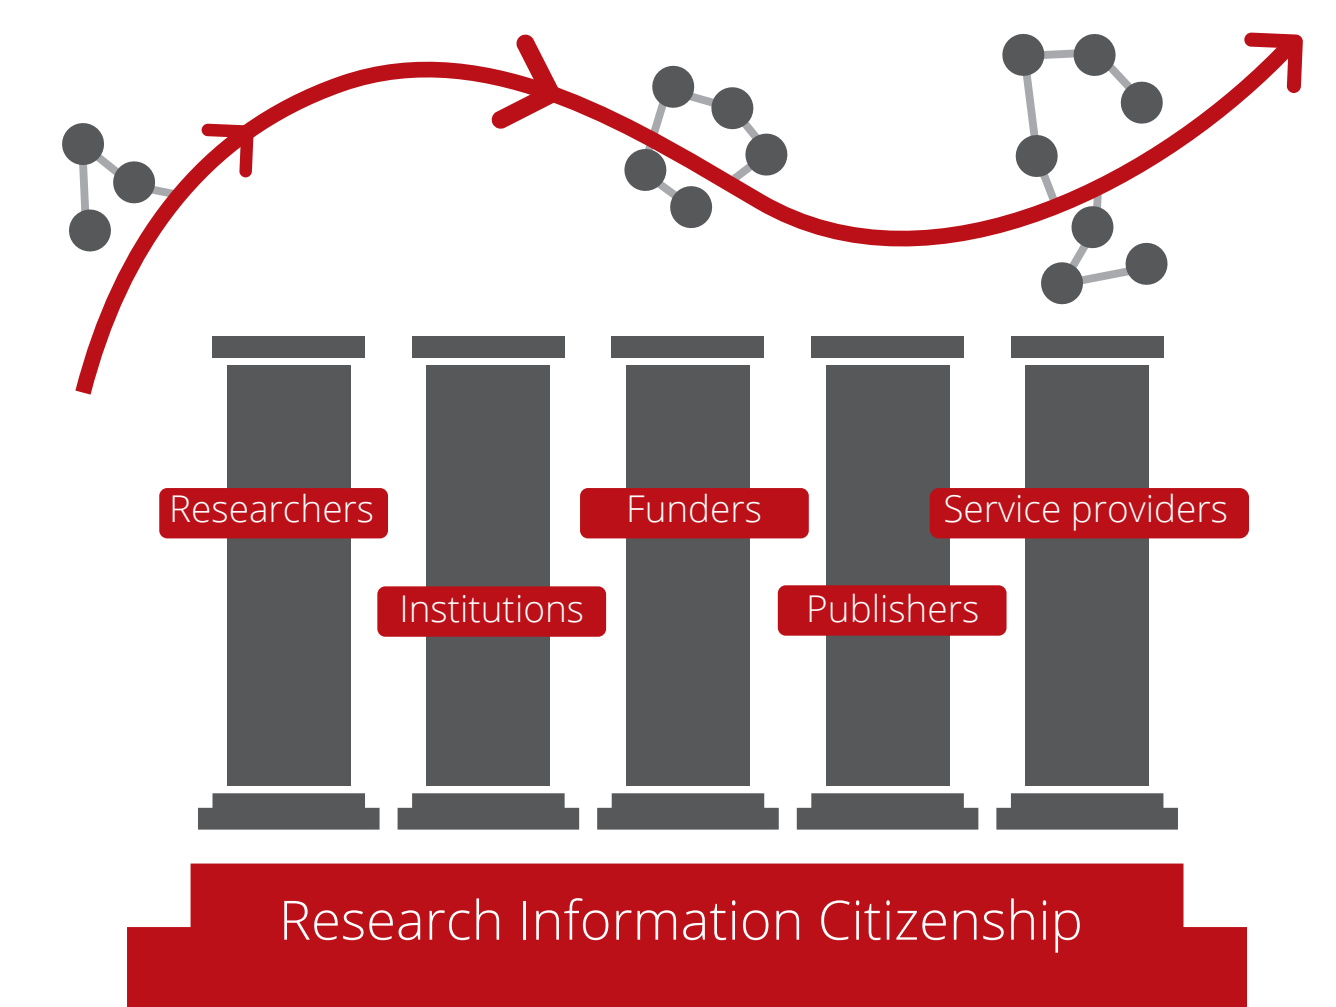 Researchers
Funders
Service providers
Institutions
Publishers
Research Information Citizenship